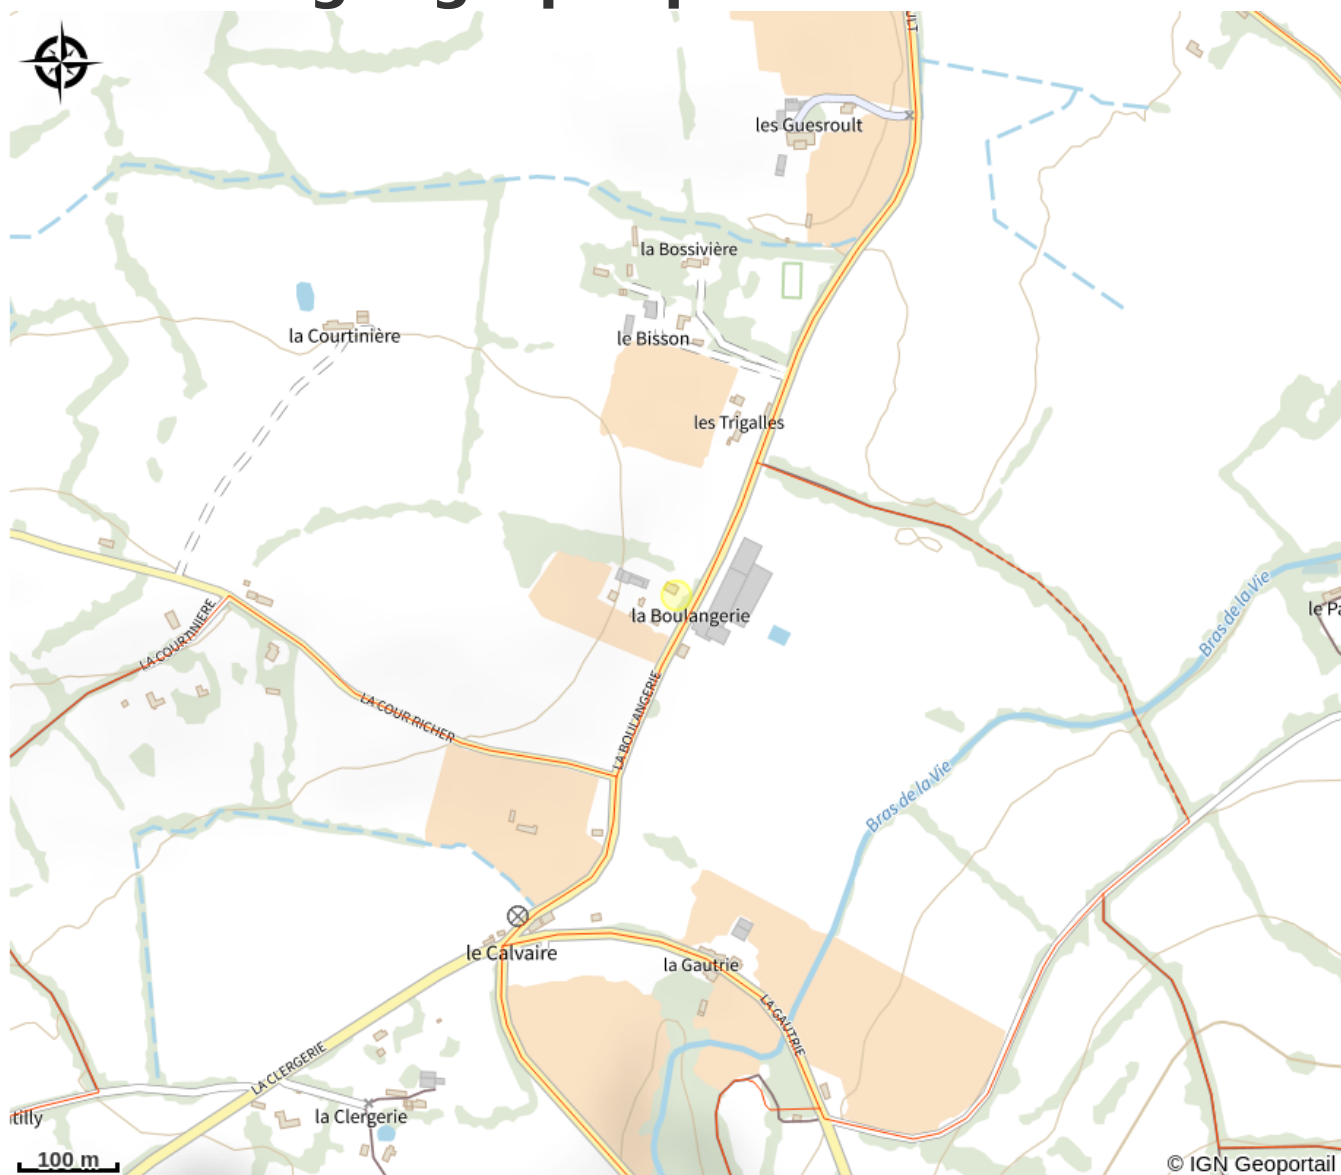 les Guesroult
la Bossivière
la Courtinière
le Bisson
les Trigalles
Bras de la Vie
la Boulangerie
LA COURTINIERE
LA BOULANGERIE
LA COUR RICHER
Bras de la Vie
le Calvaire
la Gautrie
LA GAUTRIE
LA CLERGERIE
la Clergerie
tilly
100 m
© IGN Geoportail